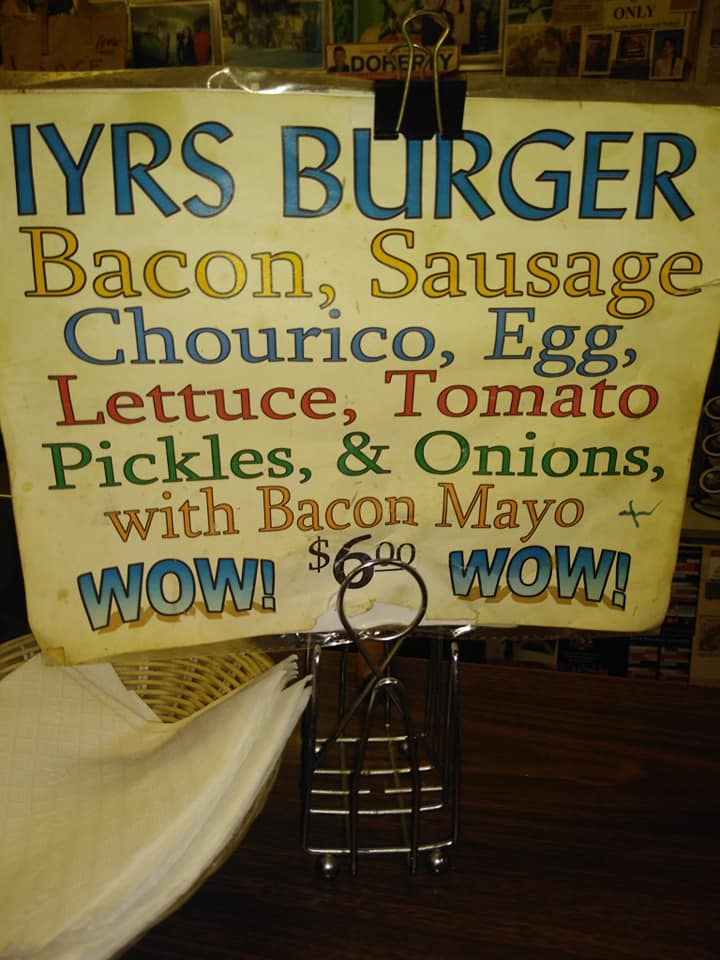 ONLY
DOHERTY
IYRS BURGER
Bacon, Sausage
Chourico, Egg,
Lettuce, Tomato
Pickles, & Onions,
with Bacon Mayo
$6.00
WOW! WOW!